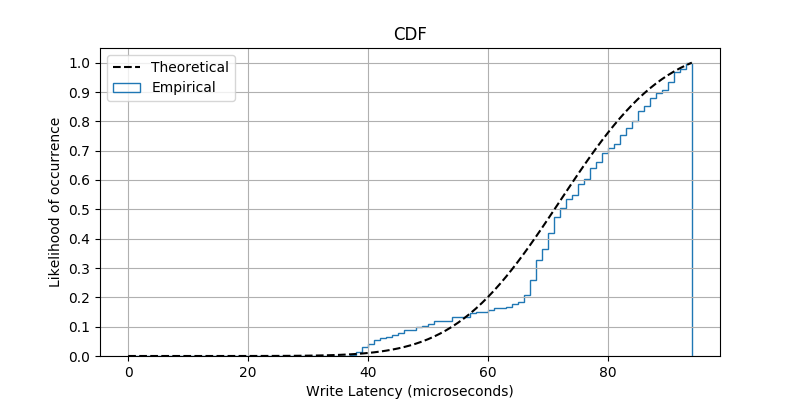 CDF
Theoretical
Empirical
Likelihood of occurrence
1.0
0.9
0.8
0.7
0.6
0.5
0.4
0.3
0.2
0.1
0.0
0 20 40 60 80
Write Latency (microseconds)